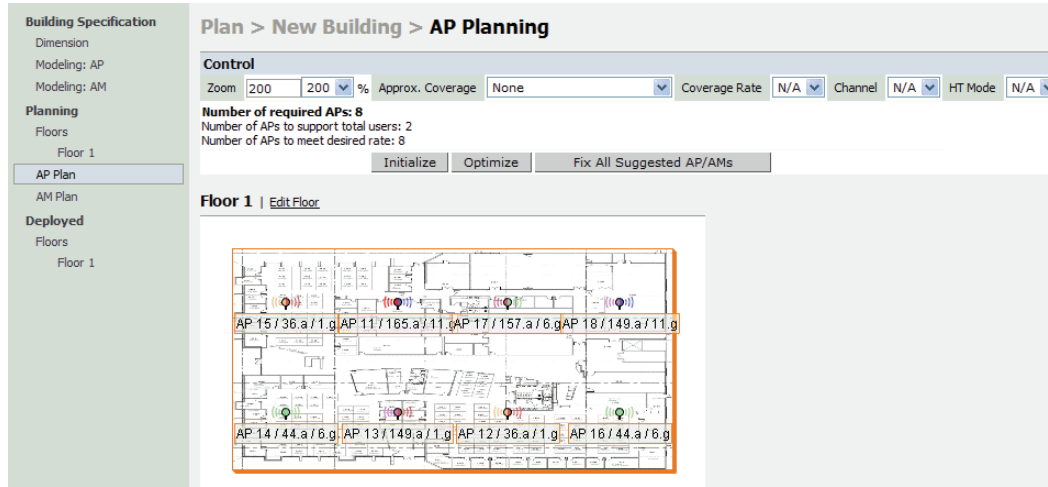 Building Specification
Dimension
Modeling: AP
Modeling: AM
Planning
Floors
Floor 1
AP Plan
AM Plan
Deployed
Floors
Floor 1
Plan > New Building > AP Planning
Control
Zoom 200 200 % Approx. Coverage None Coverage Rate N/A Channel N/A HT Mode N/A
Number of required APs: 8
Number of APs to support total users: 2
Number of APs to meet desired rate: 8
Initialize Optimize Fix All Suggested AP/AMs
Floor 1 | Edit Floor
AP 15 / 36.a / 1.g AP 11 / 165.a / 11.g AP 17 / 157.a / 6.g AP 18 / 149.a / 11.g
AP 14 / 44.a / 6.g AP 13 / 149.a / 1.g AP 12 / 36.a / 1.g AP 16 / 44.a / 6.g